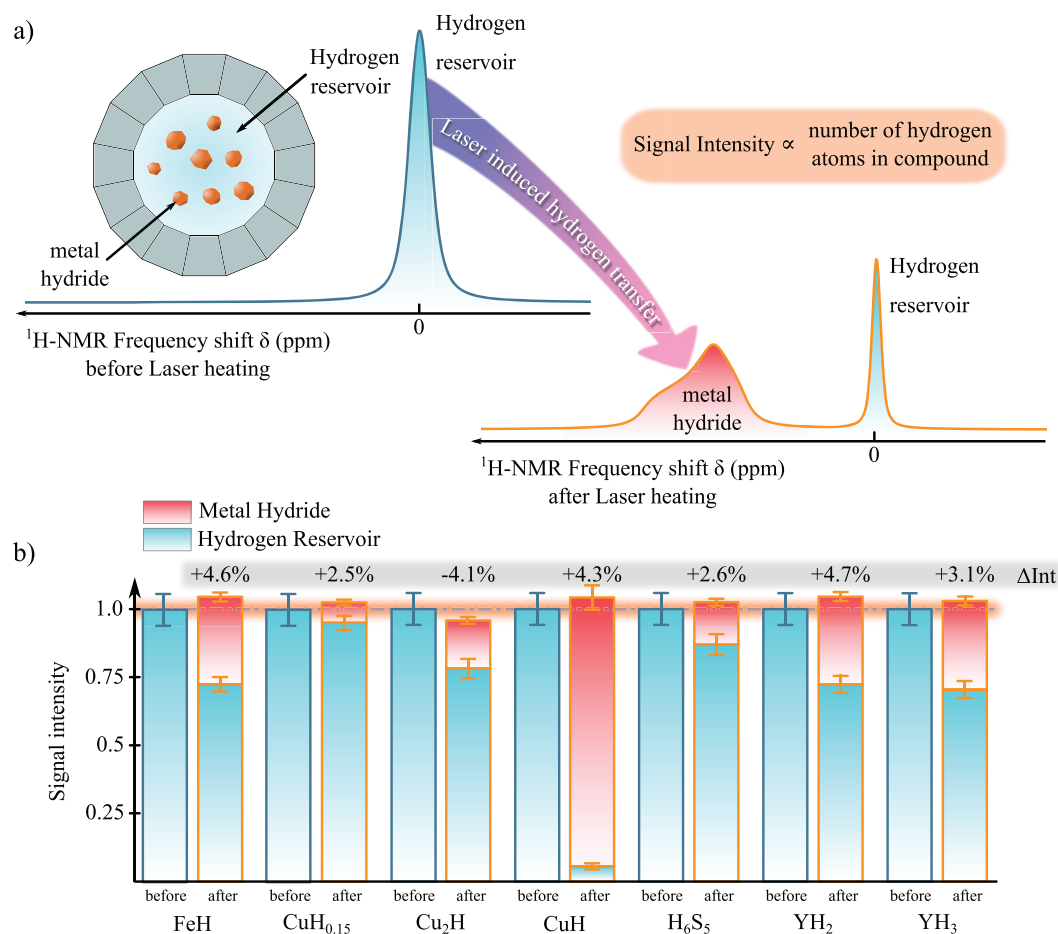 a)
Hydrogen
reservoir
Hydrogen
reservoir
metal
hydride
Laser induced hydrogen transfer
Signal Intensity ∝ number of hydrogen
atoms in compound
0
¹H-NMR Frequency shift δ (ppm)
before Laser heating
Hydrogen
reservoir
metal
hydride
0
¹H-NMR Frequency shift δ (ppm)
after Laser heating
Metal Hydride
Hydrogen Reservoir
b)
+4.6% +2.5% -4.1% +4.3% +2.6% +4.7% +3.1% ΔInt
1.0
0.75
0.5
0.25
Signal intensity
before after before after before after before after before after before after before after
FeH CuH₀.₁₅ Cu₂H CuH H₆S₅ YH₂ YH₃